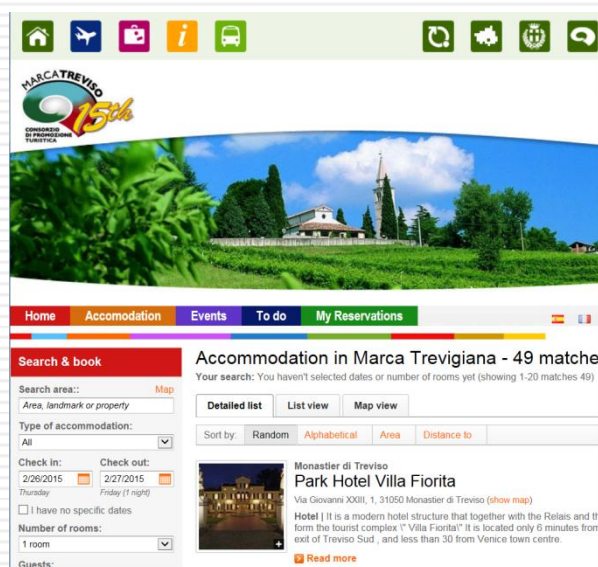 MARCATREVISO
15th
CONSORZIO
DI PROMOZIONE
TURISTICA
Home Accomodation Events To do My Reservations
Search & book
Search area:: Map
Area, landmark or property
Type of accommodation:
All
Check in: Check out:
2/26/2015 2/27/2015
Thursday Friday (1 night)
I have no specific dates
Number of rooms:
1 room
Guests:
Accommodation in Marca Trevigiana - 49 matche
Your search: You haven't selected dates or number of rooms yet (showing 1-20 matches 49)
Detailed list List view Map view
Sort by: Random Alphabetical Area Distance to
Monastier di Treviso
Park Hotel Villa Fiorita
Via Giovanni XXIII, 1, 31050 Monastier di Treviso (show map)
Hotel | It is a modern hotel structure that together with the Relais and th
form the tourist complex \" Villa Fiorita\" It is located only 6 minutes from
exit of Treviso Sud , and less than 30 from Venice town centre.
Read more